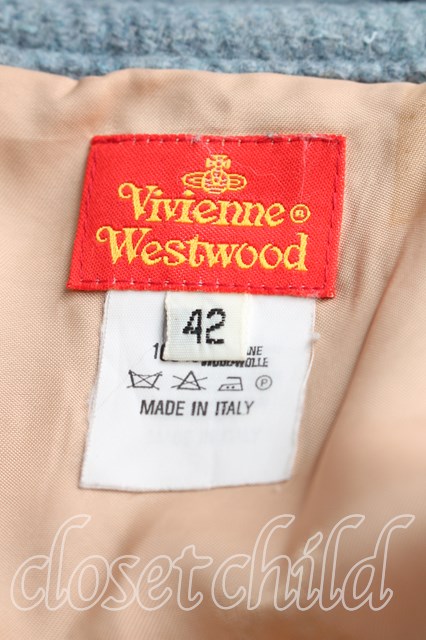 Vivienne®
Westwood
42
MADE IN ITALY
closetchild